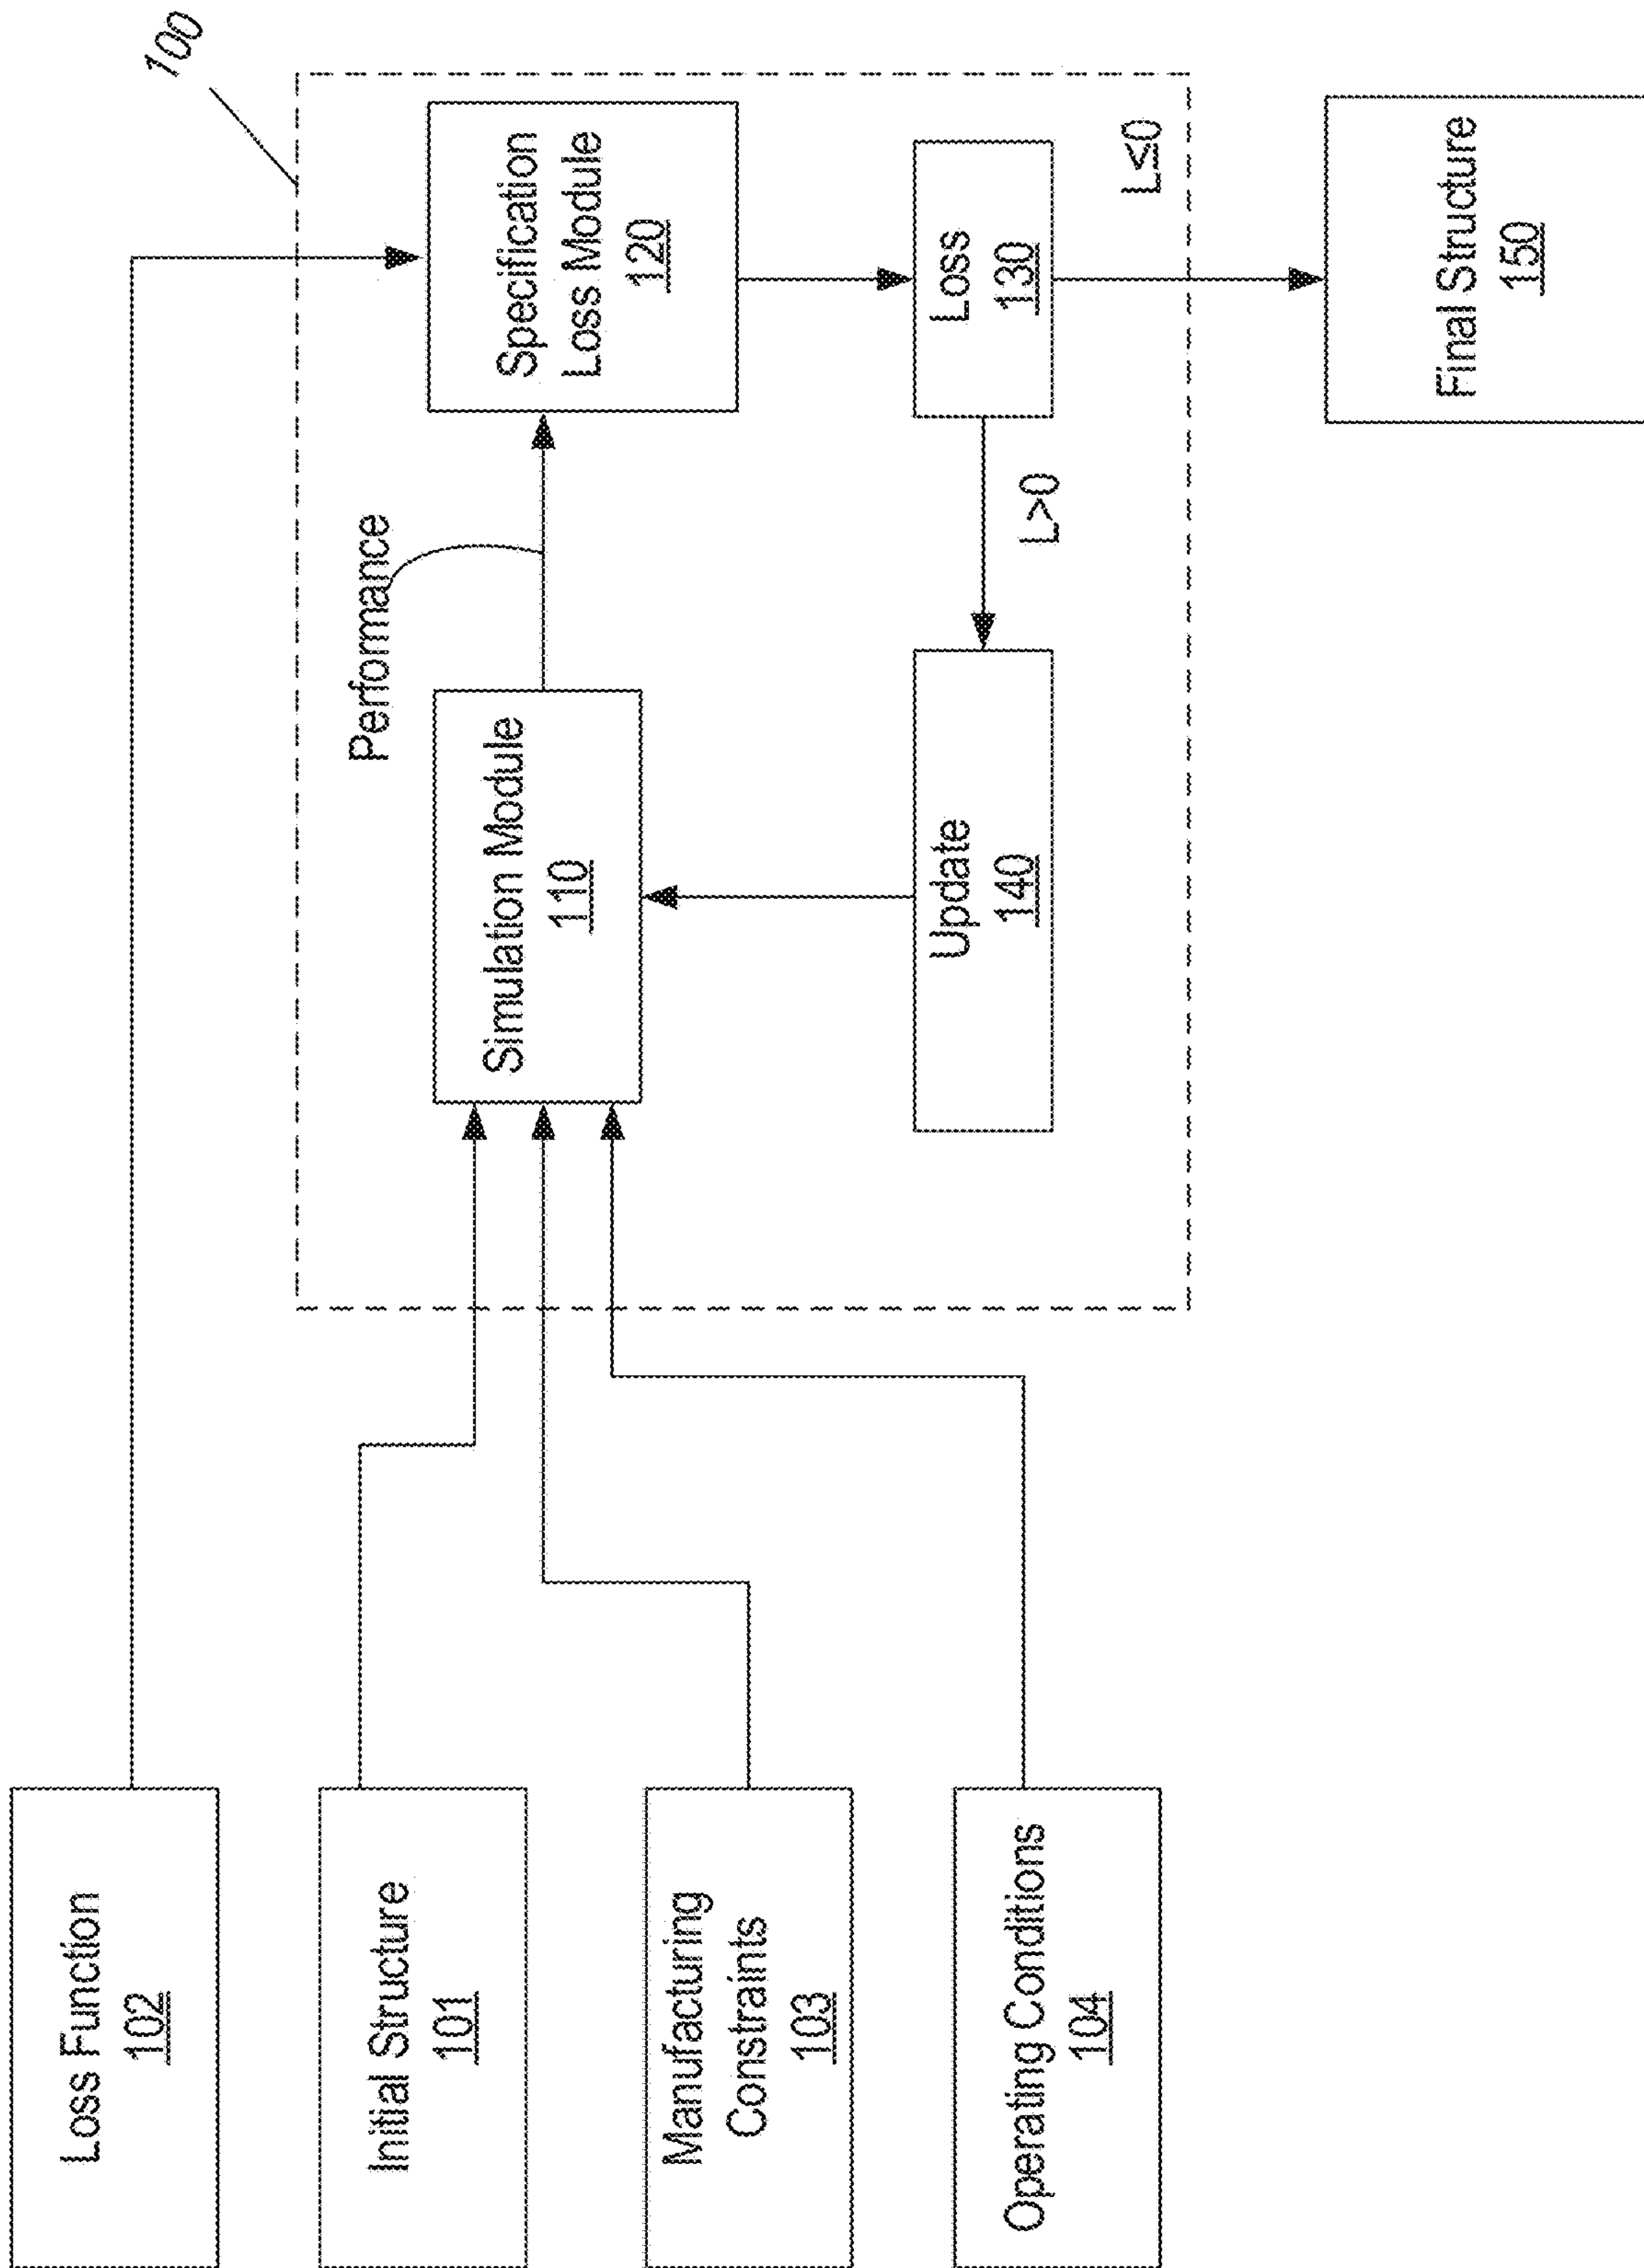 100
Loss Function
102
Initial Structure
101
Manufacturing
Constraints
103
Operating Conditions
104
Simulation Module
110
Performance
Specification
Loss Module
120
Update
140
L>0
Loss
130
L≤0
Final Structure
150